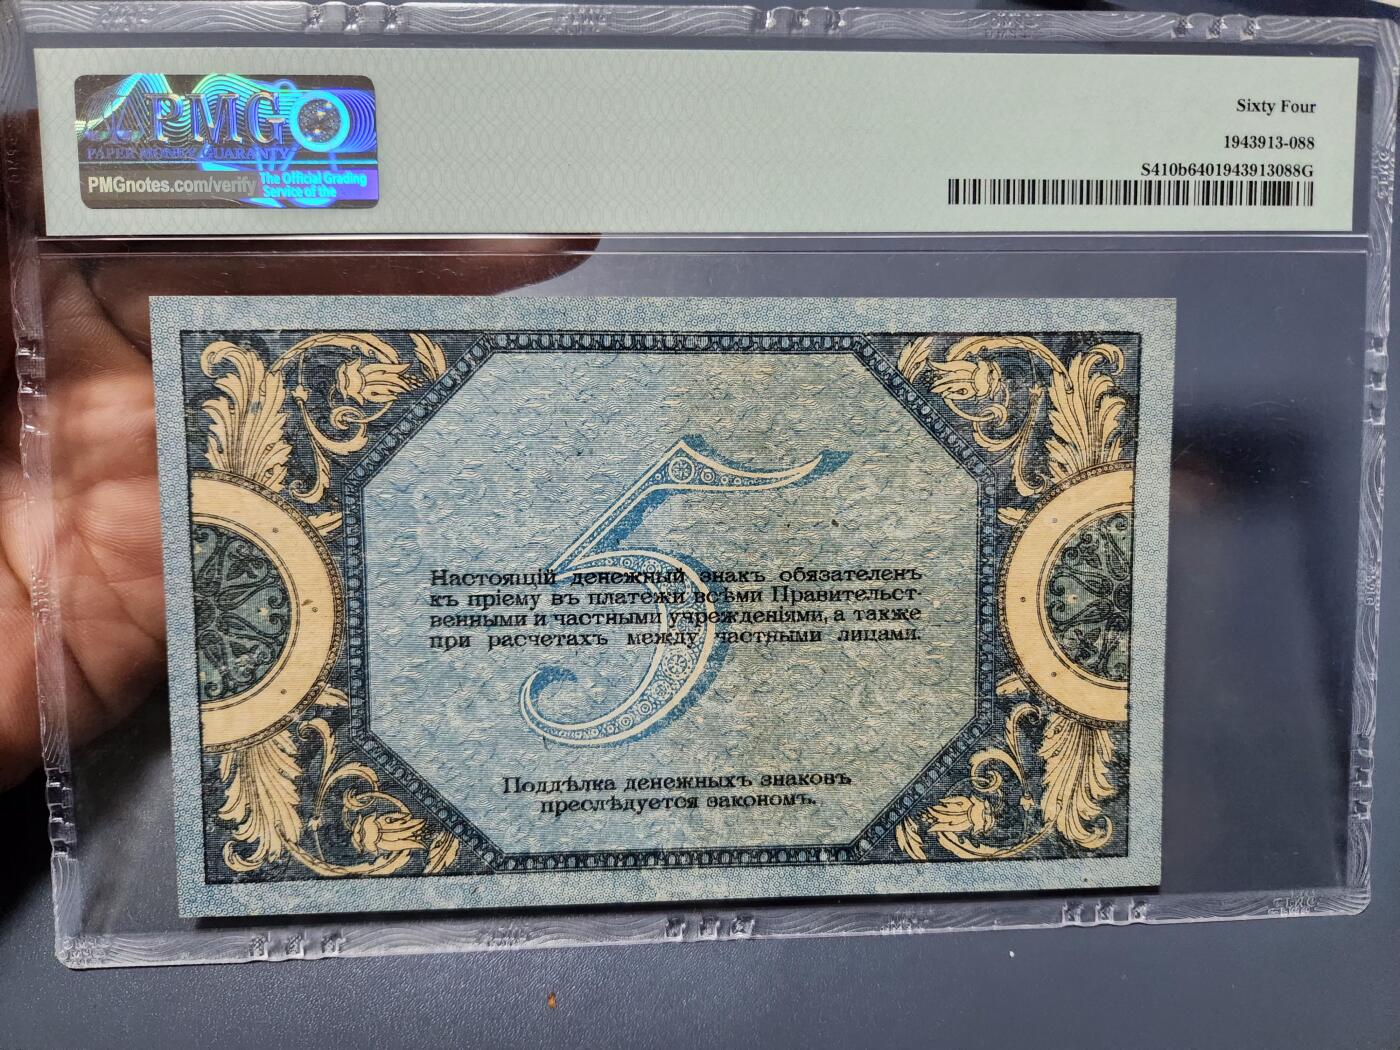 PMG
PAPER MONEY GUARANTY
PMGnotes.com/verify
The Official Grading
Service of the
Sixty Four
1943913-088
S410b6401943913088G
5
Настоящій денежный знакъ обязателенъ
къ пріему въ платежи всѣми Правительст-
венными и частными учрежденіями, а также
при расчетахъ между частными лицами.
Поддѣлка денежныхъ знаковъ
преслѣдуется закономъ.